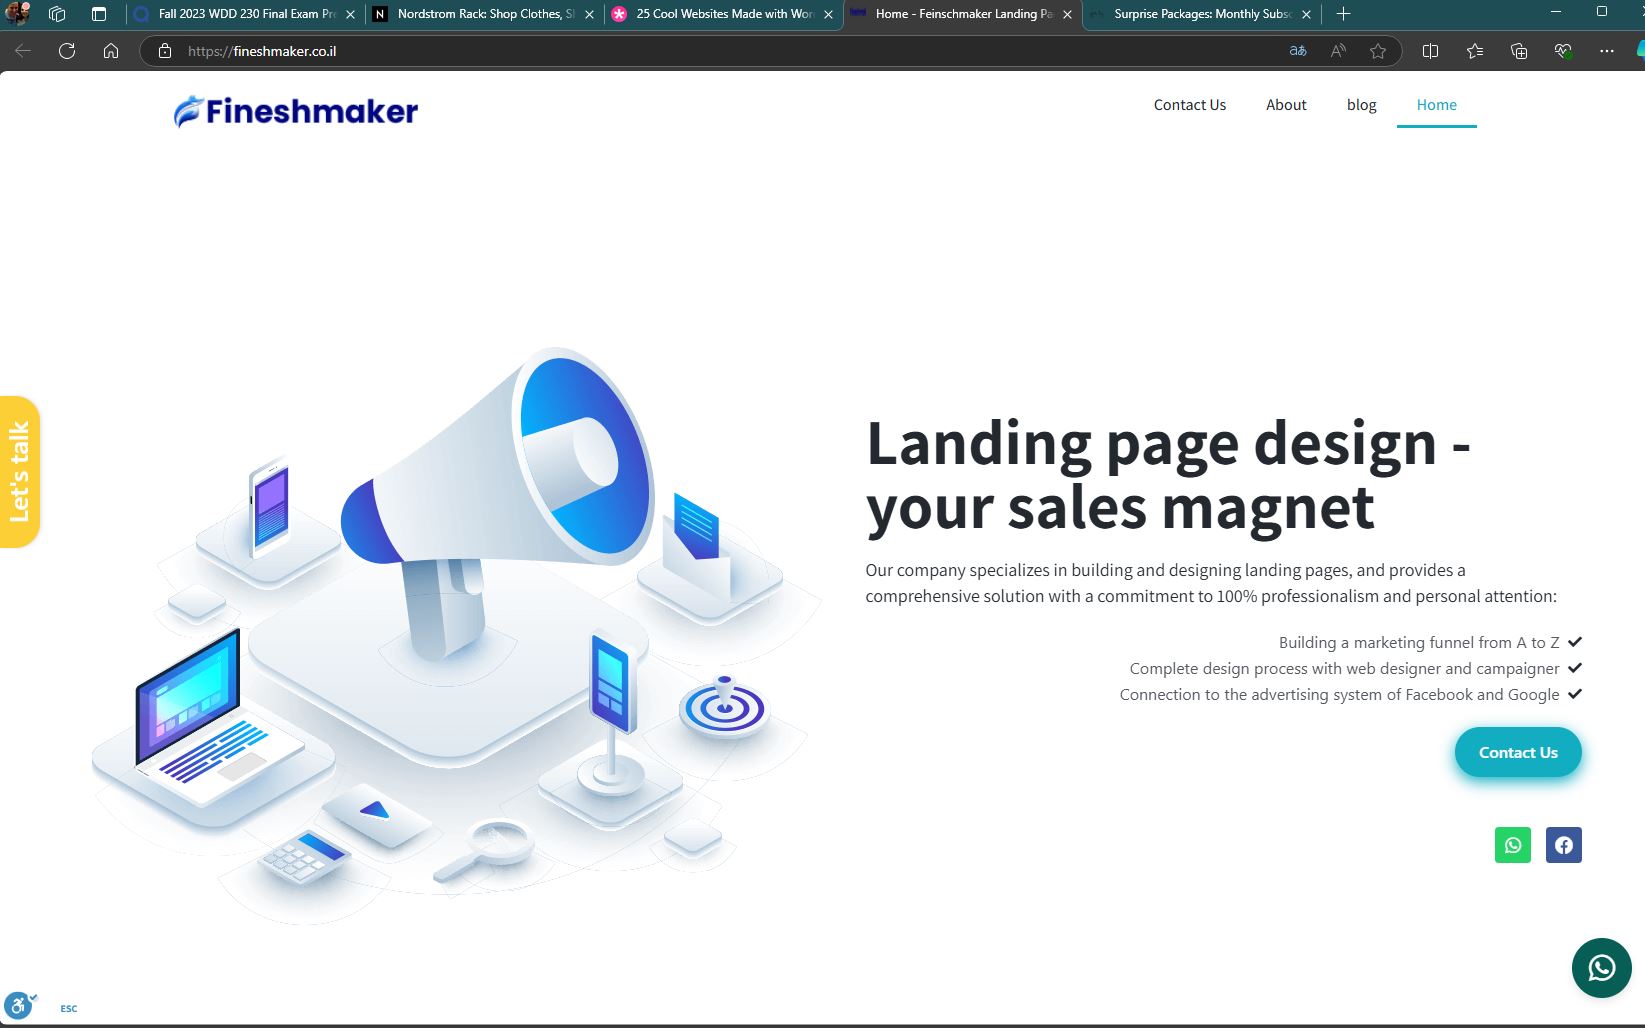 Fall 2023 WDD 230 Final Exam Pr
Nordstrom Rack: Shop Clothes, S
25 Cool Websites Made with Wor
Home - Feinschmaker Landing Pa
Surprise Packages: Monthly Subsc
https://fineshmaker.co.il
Fineshmaker
Contact Us
About
blog
Home
Let's talk
Landing page design -
your sales magnet
Our company specializes in building and designing landing pages, and provides a
comprehensive solution with a commitment to 100% professionalism and personal attention:
Building a marketing funnel from A to Z
Complete design process with web designer and campaigner
Connection to the advertising system of Facebook and Google
Contact Us
ESC